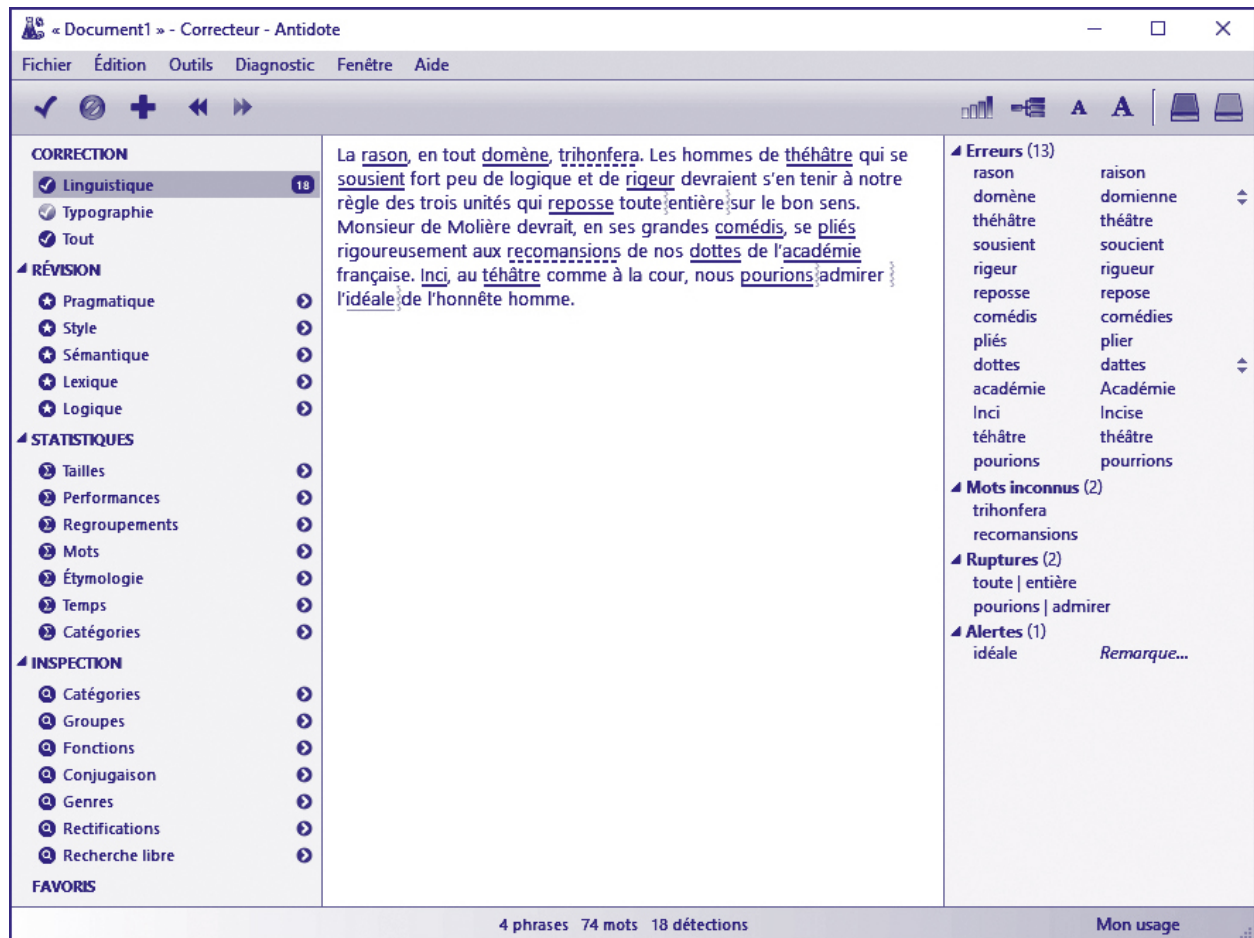 « Document1 » - Correcteur - Antidote
Fichier Édition Outils Diagnostic Fenêtre Aide
A A
CORRECTION
Linguistique 18
Typographie
Tout
RÉVISION
Pragmatique
Style
Sémantique
Lexique
Logique
STATISTIQUES
Tailles
Performances
Regroupements
Mots
Étymologie
Temps
Catégories
INSPECTION
Catégories
Groupes
Fonctions
Conjugaison
Genres
Rectifications
Recherche libre
FAVORIS
La rason, en tout domène, trihonfera. Les hommes de théhâtre qui se
sousient fort peu de logique et de rigeur devraient s'en tenir à notre
règle des trois unités qui reposse toute entière sur le bon sens.
Monsieur de Molière devrait, en ses grandes comédis, se pliés
rigoureusement aux recomansions de nos dottes de l'académie
française. Inci, au téhâtre comme à la cour, nous pourions admirer
l'idéale de l'honnête homme.
Erreurs (13)
rason raison
domène domienne
théhâtre théâtre
sousient soucient
rigeur rigueur
reposse repose
comédis comédies
pliés plier
dottes dattes
académie Académie
Inci Incise
téhâtre théâtre
pourions pourrions
Mots inconnus (2)
trihonfera
recomansions
Ruptures (2)
toute | entière
pourions | admirer
Alertes (1)
idéale Remarque...
4 phrases 74 mots 18 détections
Mon usage